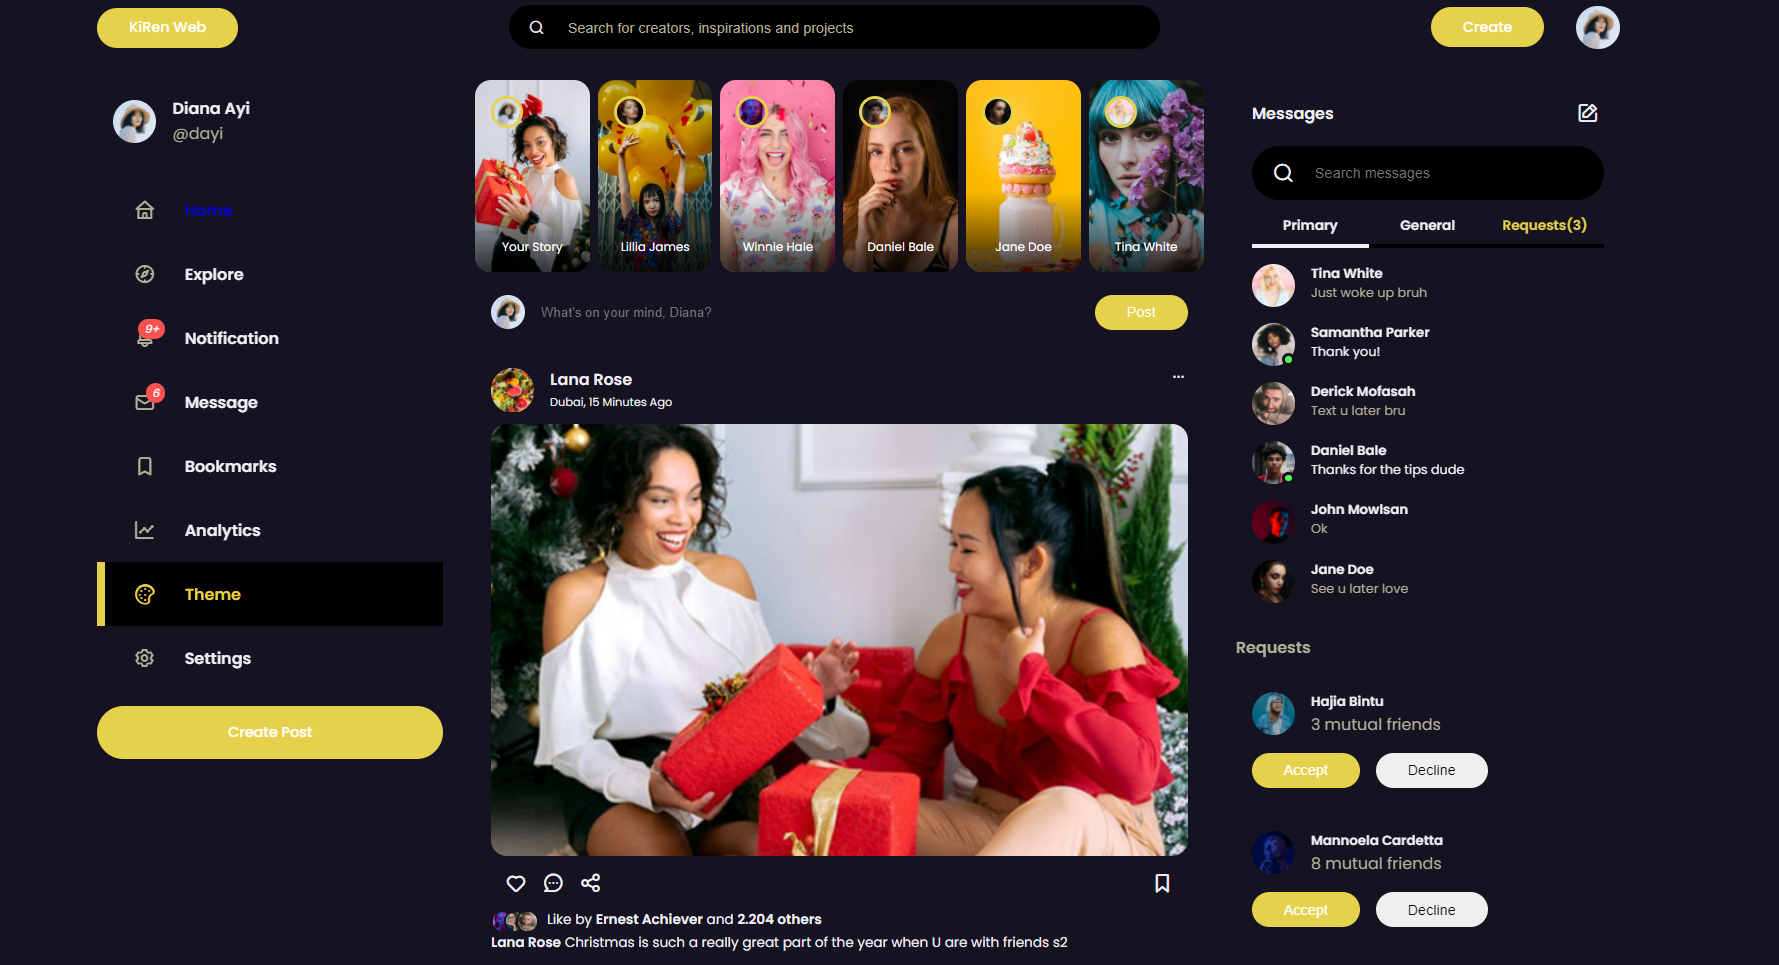 KiRen Web
Search for creators, inspirations and projects
Create
Diana Ayi
@dayi
Home
Explore
9+
Notification
6
Message
Bookmarks
Analytics
Theme
Settings
Create Post
Your Story
Lillia James
Winnie Hale
Daniel Bale
Jane Doe
Tina White
What's on your mind, Diana?
Post
Lana Rose
Dubai, 15 Minutes Ago
Like by Ernest Achiever and 2.204 others
Lana Rose Christmas is such a really great part of the year when U are with friends s2
Messages
Search messages
Primary General Requests(3)
Tina White
Just woke up bruh
Samantha Parker
Thank you!
Derick Mofasah
Text u later bru
Daniel Bale
Thanks for the tips dude
John Mowlsan
Ok
Jane Doe
See u later love
Requests
Hajia Bintu
3 mutual friends
Accept Decline
Mannoela Cardetta
8 mutual friends
Accept Decline